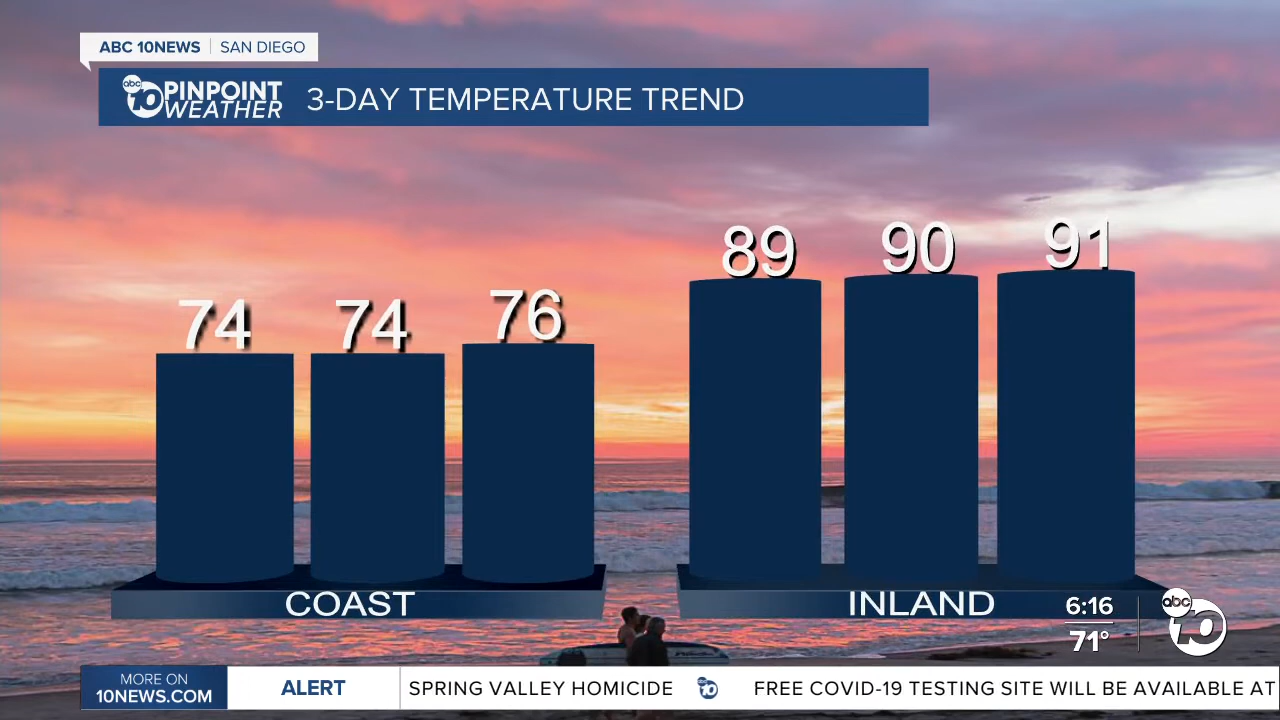 ABC 10NEWS | SAN DIEGO
abc 10 PINPOINT WEATHER
3-DAY TEMPERATURE TREND
74 74 76
89 90 91
COAST
INLAND
6:16
71°
abc 10
MORE ON
10NEWS.COM
ALERT
SPRING VALLEY HOMICIDE abc 10 FREE COVID-19 TESTING SITE WILL BE AVAILABLE AT